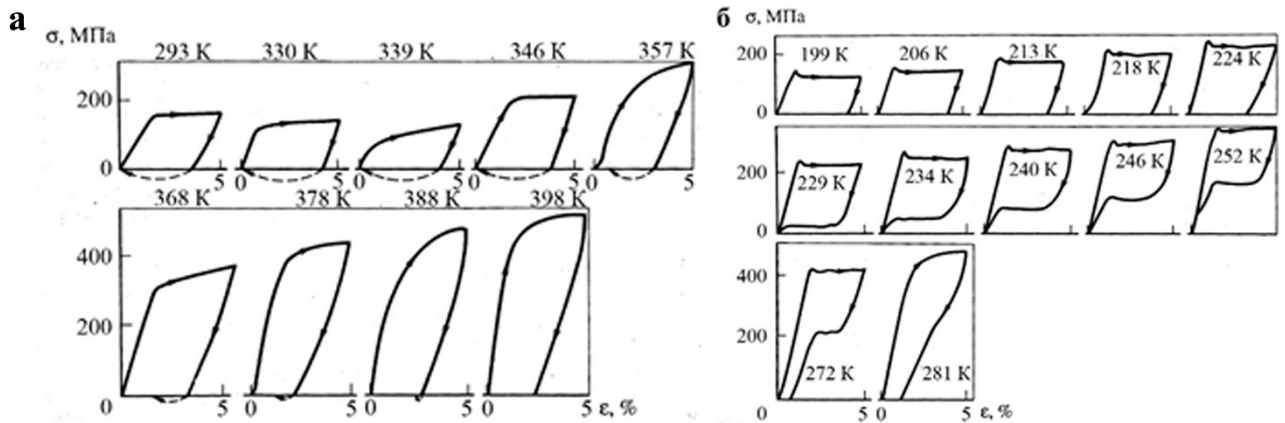 а
σ, МПа
293 К 330 К 339 К 346 К 357 К
200
0
5 0 5 0 5 0 5 0 5
368 К 378 К 388 К 398 К
400
200
0 5 0 5 0 5 0 5 ε, %
б σ, МПа
199 К 206 К 213 К 218 К 224 К
200
0
229 К 234 К 240 К 246 К 252 К
200
0
400
200
272 К 281 К
0 5 0 5 ε, %